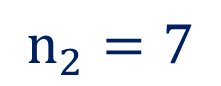 n₂ = 7